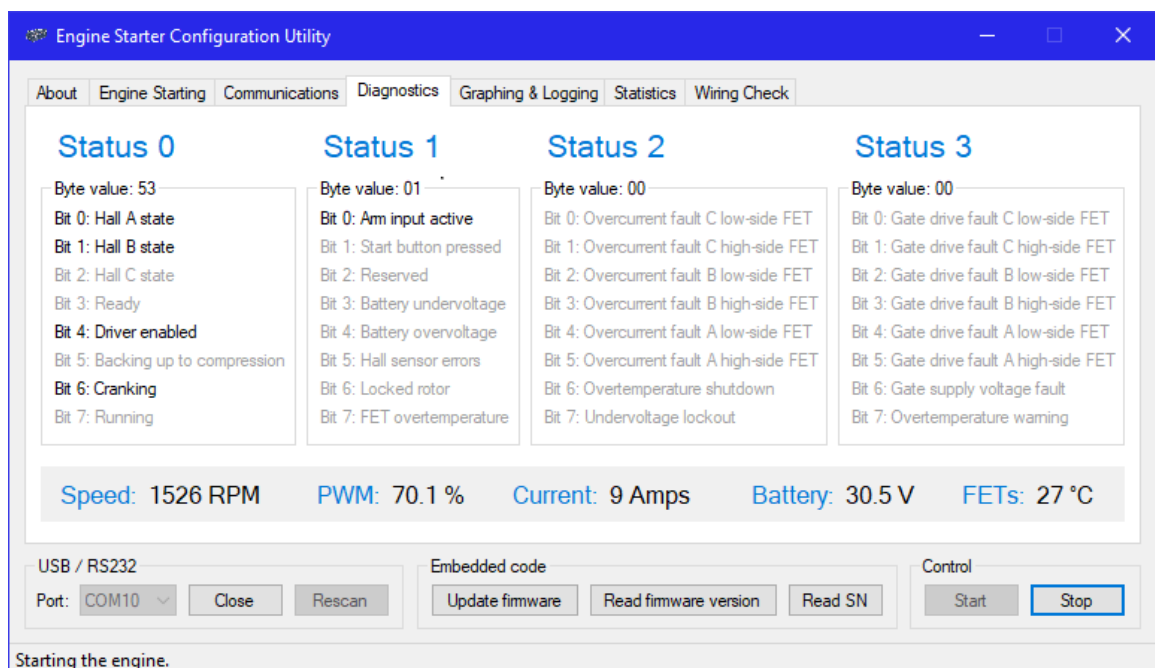 Engine Starter Configuration Utility
About Engine Starting Communications Diagnostics Graphing & Logging Statistics Wiring Check
Status 0
Byte value: 53
Bit 0: Hall A state
Bit 1: Hall B state
Bit 2: Hall C state
Bit 3: Ready
Bit 4: Driver enabled
Bit 5: Backing up to compression
Bit 6: Cranking
Bit 7: Running
Status 1
Byte value: 01
Bit 0: Arm input active
Bit 1: Start button pressed
Bit 2: Reserved
Bit 3: Battery undervoltage
Bit 4: Battery overvoltage
Bit 5: Hall sensor errors
Bit 6: Locked rotor
Bit 7: FET overtemperature
Status 2
Byte value: 00
Bit 0: Overcurrent fault C low-side FET
Bit 1: Overcurrent fault C high-side FET
Bit 2: Overcurrent fault B low-side FET
Bit 3: Overcurrent fault B high-side FET
Bit 4: Overcurrent fault A low-side FET
Bit 5: Overcurrent fault A high-side FET
Bit 6: Overtemperature shutdown
Bit 7: Undervoltage lockout
Status 3
Byte value: 00
Bit 0: Gate drive fault C low-side FET
Bit 1: Gate drive fault C high-side FET
Bit 2: Gate drive fault B low-side FET
Bit 3: Gate drive fault B high-side FET
Bit 4: Gate drive fault A low-side FET
Bit 5: Gate drive fault A high-side FET
Bit 6: Gate supply voltage fault
Bit 7: Overtemperature warning
Speed: 1526 RPM PWM: 70.1 % Current: 9 Amps Battery: 30.5 V FETs: 27 °C
USB / RS232
Port: COM10 Close Rescan
Embedded code
Update firmware Read firmware version Read SN
Control
Start Stop
Starting the engine.